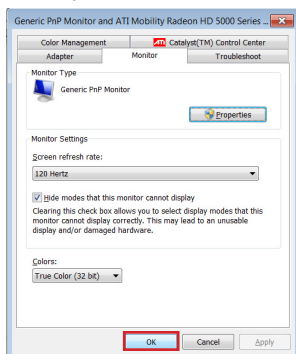 Generic PnP Monitor and ATI Mobility Radeon HD 5000 Series ...
Color Management
ATI Catalyst(TM) Control Center
Adapter
Monitor
Troubleshoot
Monitor Type
Generic PnP Monitor
Properties
Monitor Settings
Screen refresh rate:
120 Hertz
Hide modes that this monitor cannot display
Clearing this check box allows you to select display modes that this
monitor cannot display correctly. This may lead to an unusable
display and/or damaged hardware.
Colors:
True Color (32 bit)
OK
Cancel
Apply